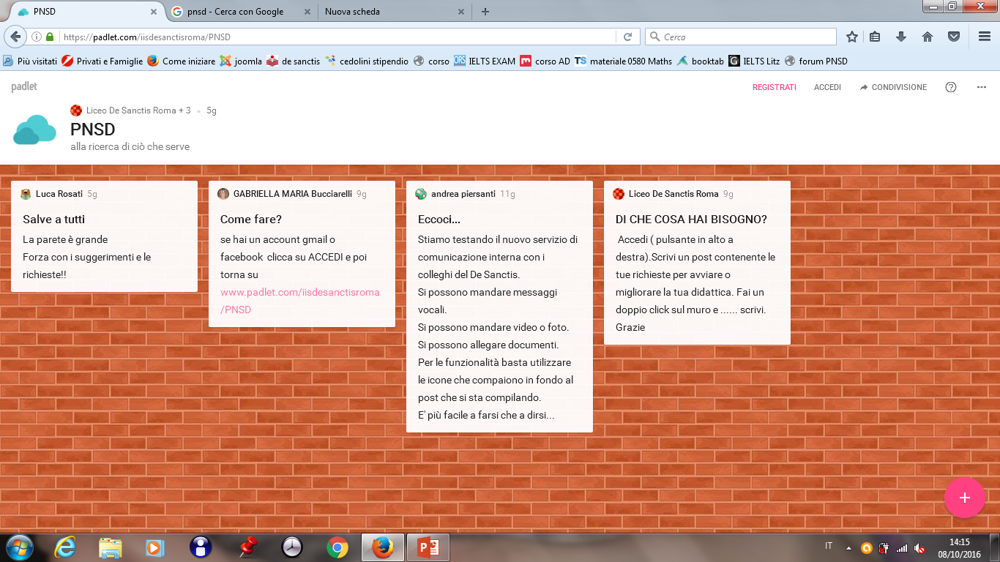 PNSD
pnsd - Cerca con Google
Nuova scheda
https://padlet.com/iisdesanctisroma/PNSD
Cerca
Più visitati
Privati e Famiglie
Come iniziare
joomla
de sanctis
cedolini stipendio
corso
ORS
IELTS EXAM
corso AD
TS
materiale 0580 Maths
booktab
G
IELTS Litz
forum PNSD
padlet
REGISTRATI
ACCEDI
CONDIVISIONE
Liceo De Sanctis Roma + 3 • 5g
PNSD
alla ricerca di ciò che serve
Luca Rosati 5g
Salve a tutti
La parete è grande
Forza con i suggerimenti e le
richieste!!
GABRIELLA MARIA Bucciarelli 9g
Come fare?
se hai un account gmail o
facebook clicca su ACCEDI e poi
torna su
www.padlet.com/iisdesanctisroma
/PNSD
andrea piersanti 11g
Eccoci...
Stiamo testando il nuovo servizio di
comunicazione interna con i
colleghi del De Sanctis.
Si possono mandare messaggi
vocali.
Si possono mandare video o foto.
Si possono allegare documenti.
Per le funzionalità basta utilizzare
le icone che compaiono in fondo al
post che si sta compilando.
E' più facile a farsi che a dirsi...
Liceo De Sanctis Roma 9g
DI CHE COSA HAI BISOGNO?
Accedi ( pulsante in alto a
destra).Scrivi un post contenente le
tue richieste per avviare o
migliorare la tua didattica. Fai un
doppio click sul muro e ...... scrivi.
Grazie
IT
14:15
08/10/2016